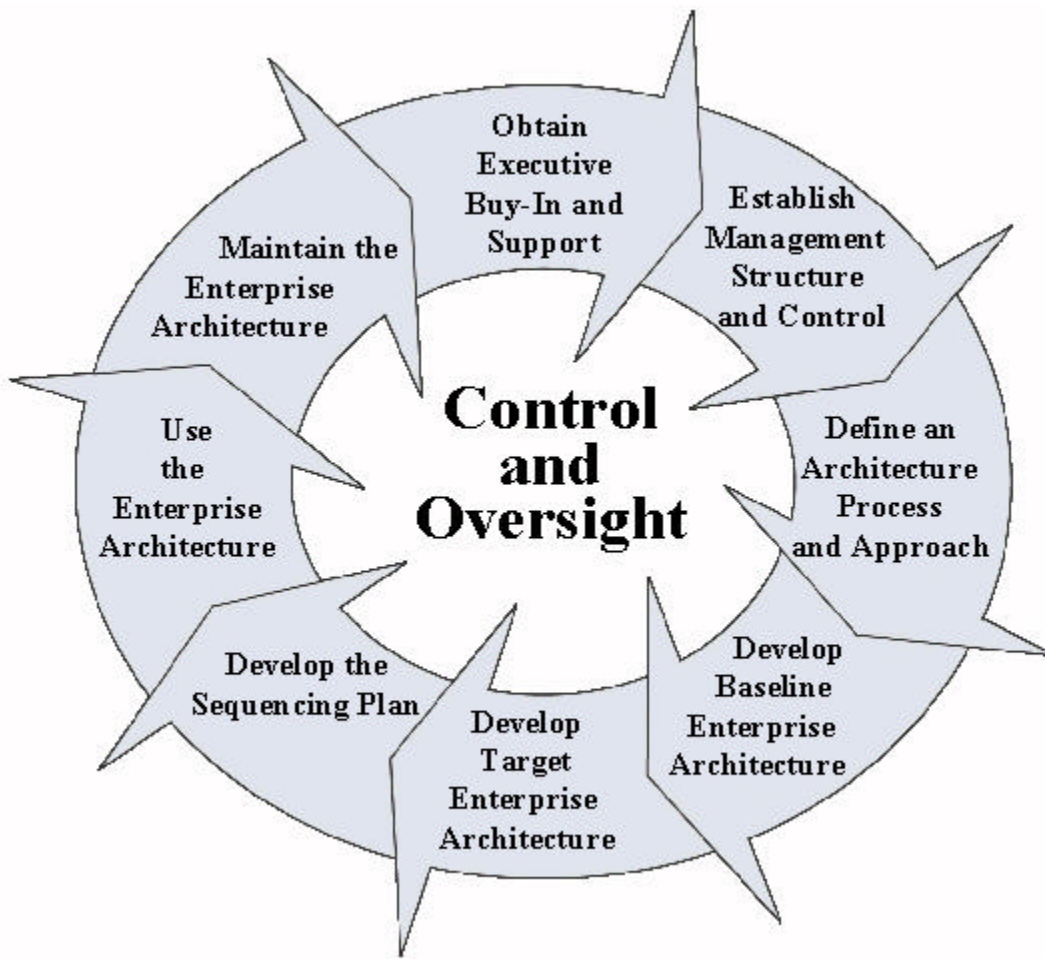 Obtain
Executive
Buy-In and
Support
Establish
Management
Structure
and Control
Define an
Architecture
Process
and Approach
Develop
Baseline
Enterprise
Architecture
Develop
Target
Enterprise
Architecture
Develop the
Sequencing Plan
Use
the
Enterprise
Architecture
Maintain the
Enterprise
Architecture
Control
and
Oversight